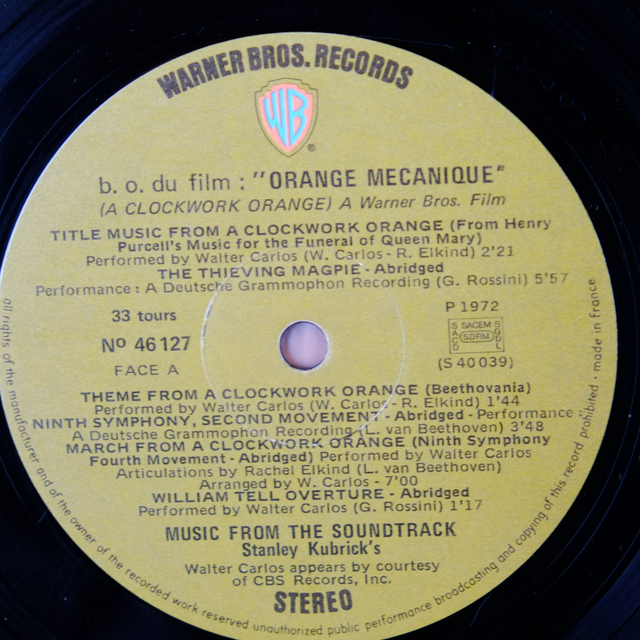 WARNER BROS. RECORDS
WB
®
b. o. du film : "ORANGE MECANIQUE"
(A CLOCKWORK ORANGE) A Warner Bros. Film
TITLE MUSIC FROM A CLOCKWORK ORANGE (From Henry
Purcell's Music for the Funeral of Queen Mary)
Performed by Walter Carlos (W. Carlos - R. Elkind) 2'21
THE THIEVING MAGPIE - Abridged
Performance : A Deutsche Grammophon Recording (G. Rossini) 5'57
33 tours
P 1972
Nº 46 127
SACEM
SACD
SDRM
SGDL
FACE A
(S 40 039)
THEME FROM A CLOCKWORK ORANGE (Beethovania)
Performed by Walter Carlos (W. Carlos - R. Elkind) 1'44
NINTH SYMPHONY, SECOND MOVEMENT - Abridged - Performance :
A Deutsche Grammophon Recording (L. van Beethoven) 3'48
MARCH FROM A CLOCKWORK ORANGE (Ninth Symphony
Fourth Movement - Abridged) Performed by Walter Carlos
Articulations by Rachel Elkind (L. van Beethoven)
Arranged by W. Carlos - 7'00
WILLIAM TELL OVERTURE - Abridged
Performed by Walter Carlos (G. Rossini) 1'17
MUSIC FROM THE SOUNDTRACK
Stanley Kubrick's
Walter Carlos appears by courtesy
of CBS Records, Inc.
STEREO
all rights of the manufacturer and of the owner of the recorded work reserved unauthorized public performance broadcasting and copying of this record prohibited - made in France